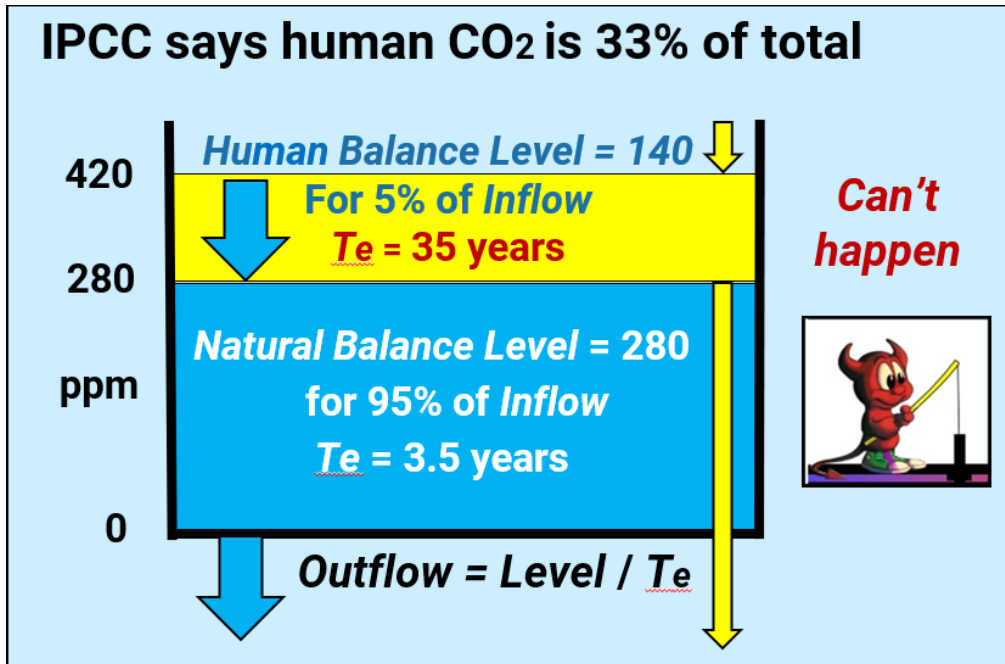 IPCC says human CO2 is 33% of total
Human Balance Level = 140
420
For 5% of Inflow
Te = 35 years
Can't
happen
280
Natural Balance Level = 280
ppm
for 95% of Inflow
Te = 3.5 years
0
Outflow = Level / Te